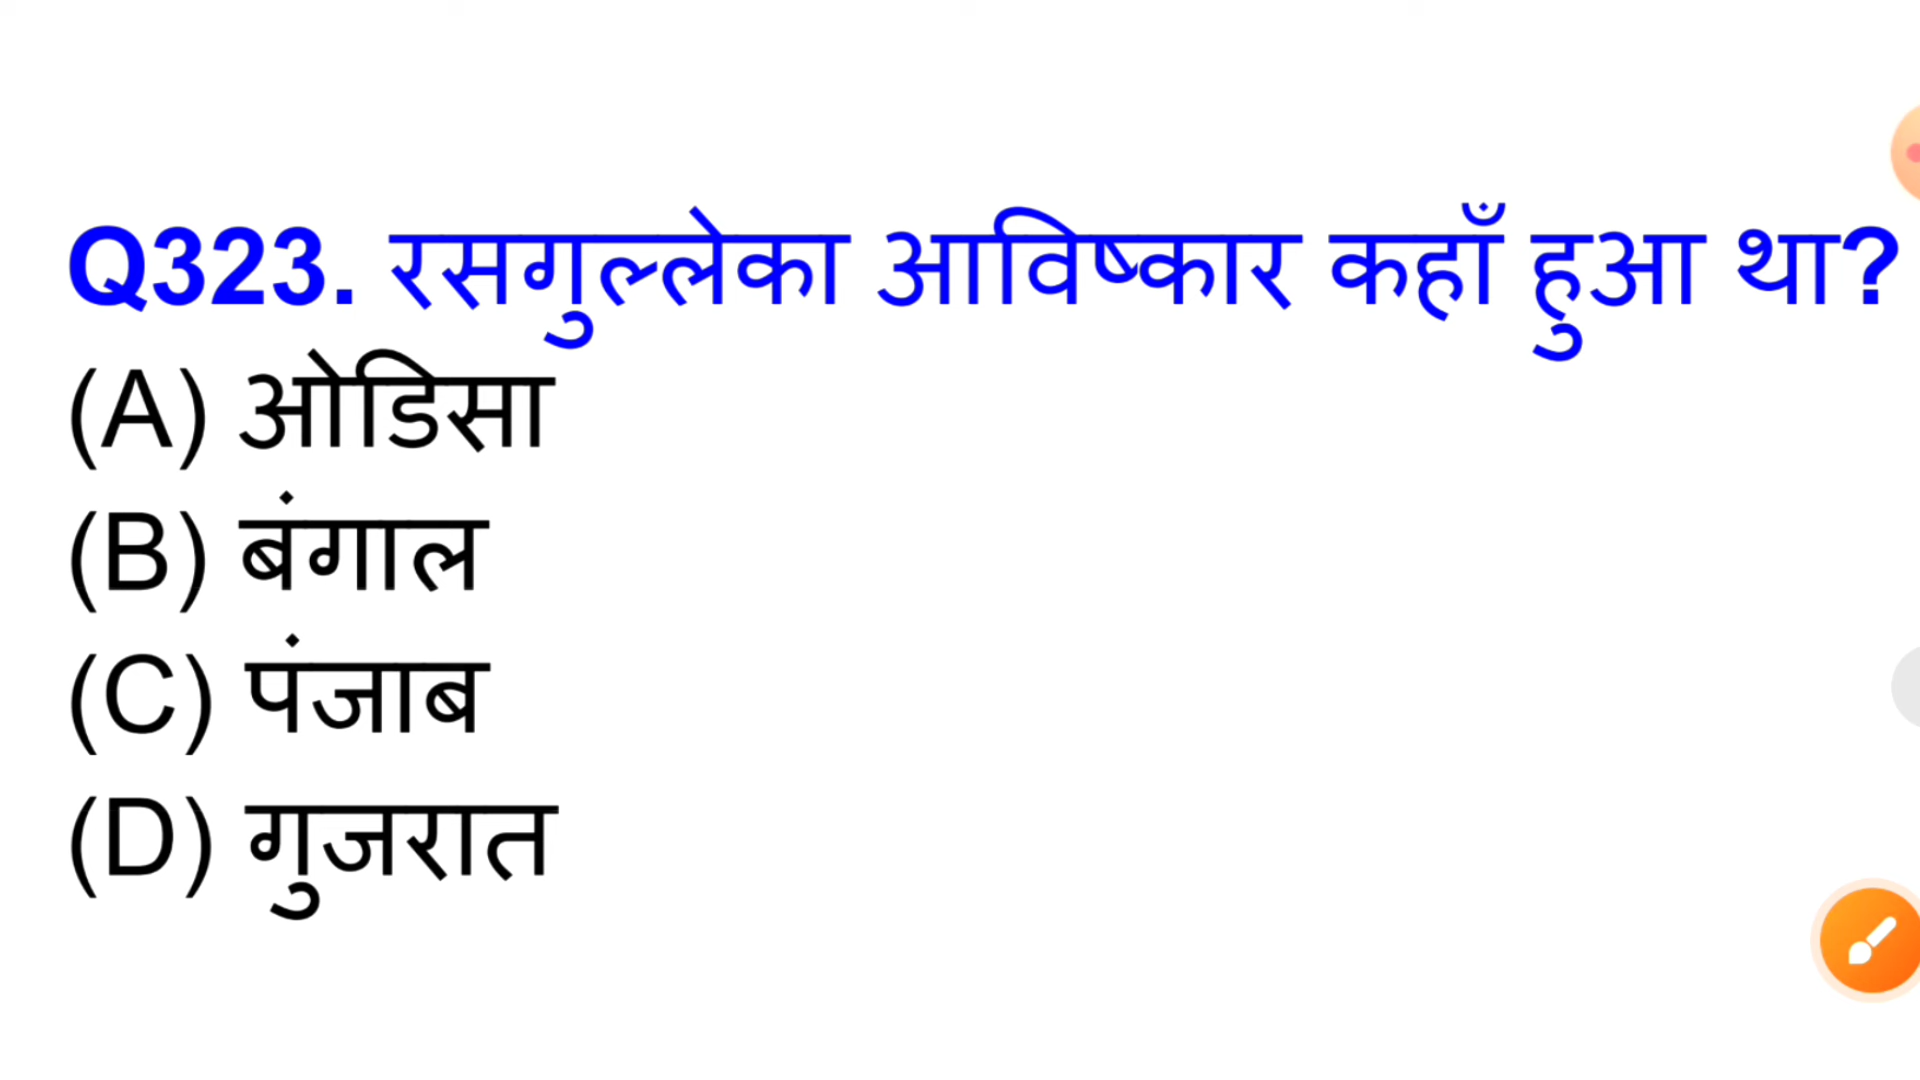 Q323. रसगुल्लेका आविष्कार कहाँ हुआ था?
(A) ओडिसा
(B) बंगाल
(C) पंजाब
(D) गुजरात